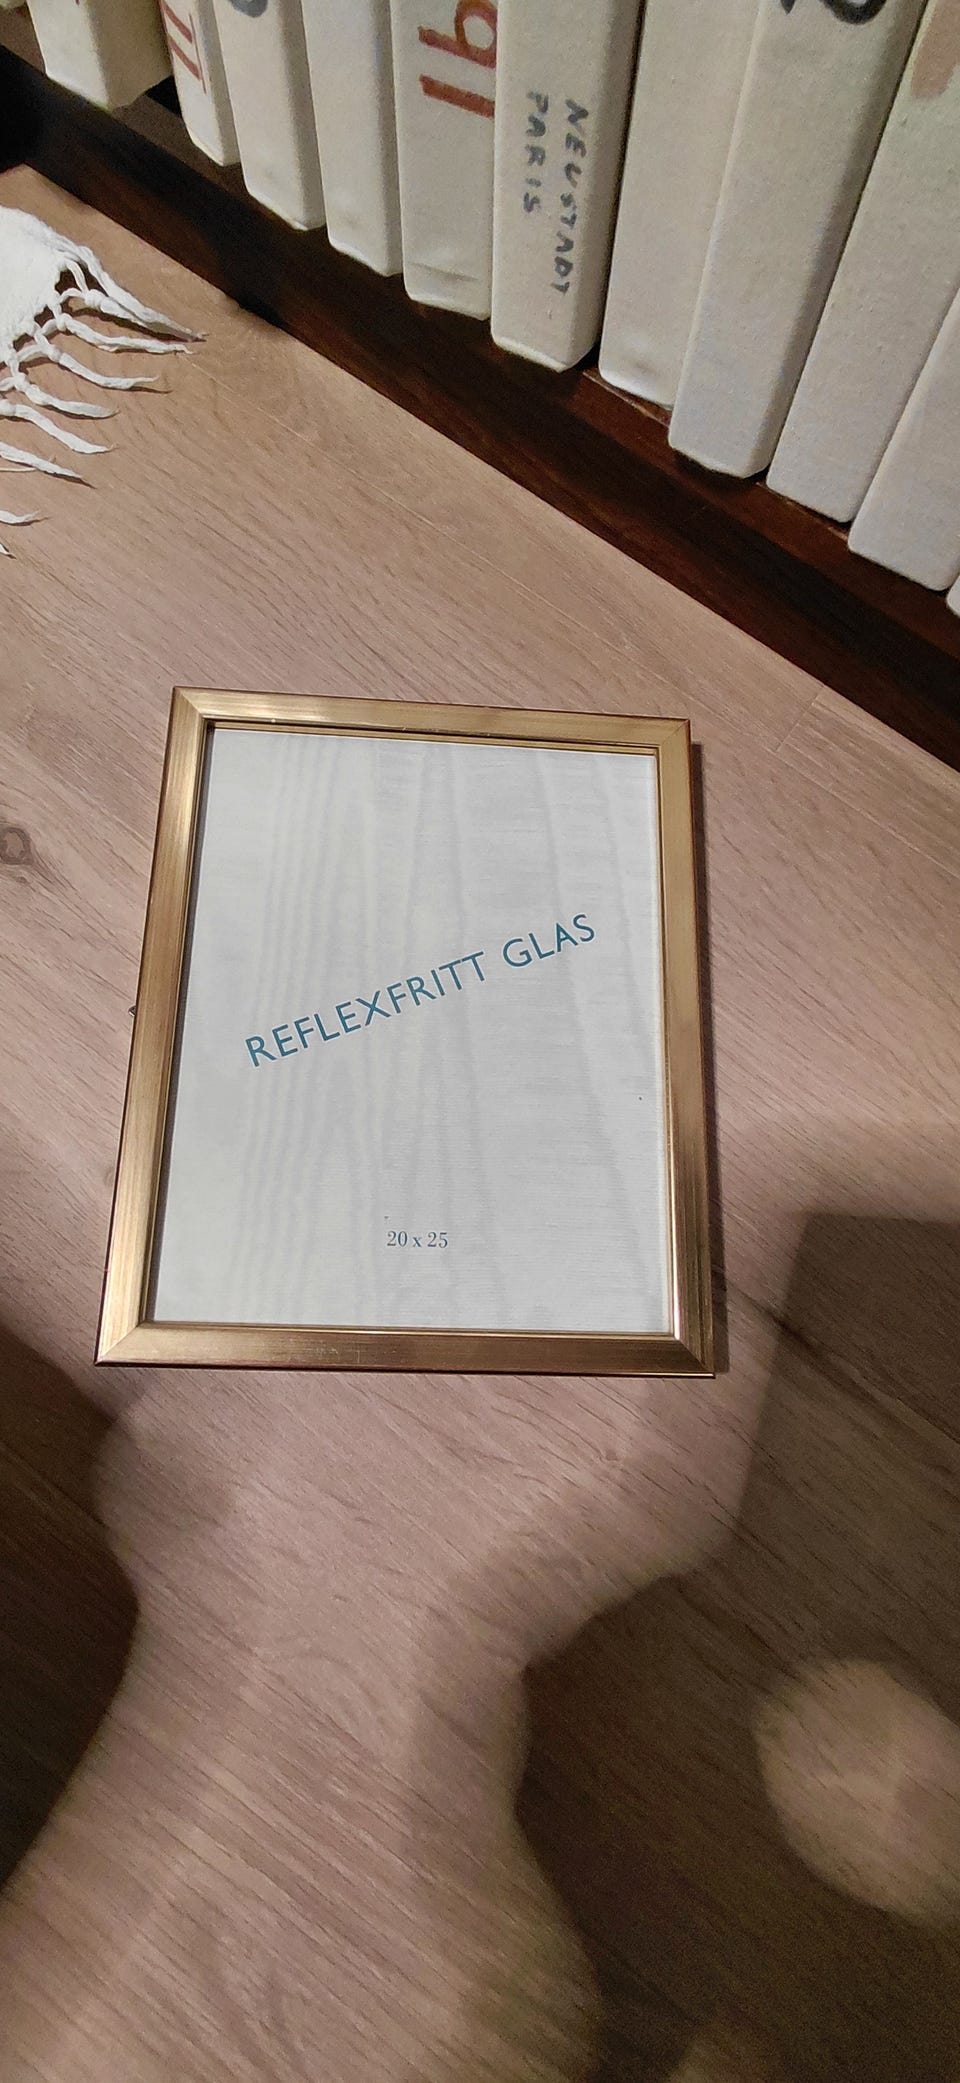 NEUSTADT
PARIS
REFLEXFRITT GLAS
20 x 25